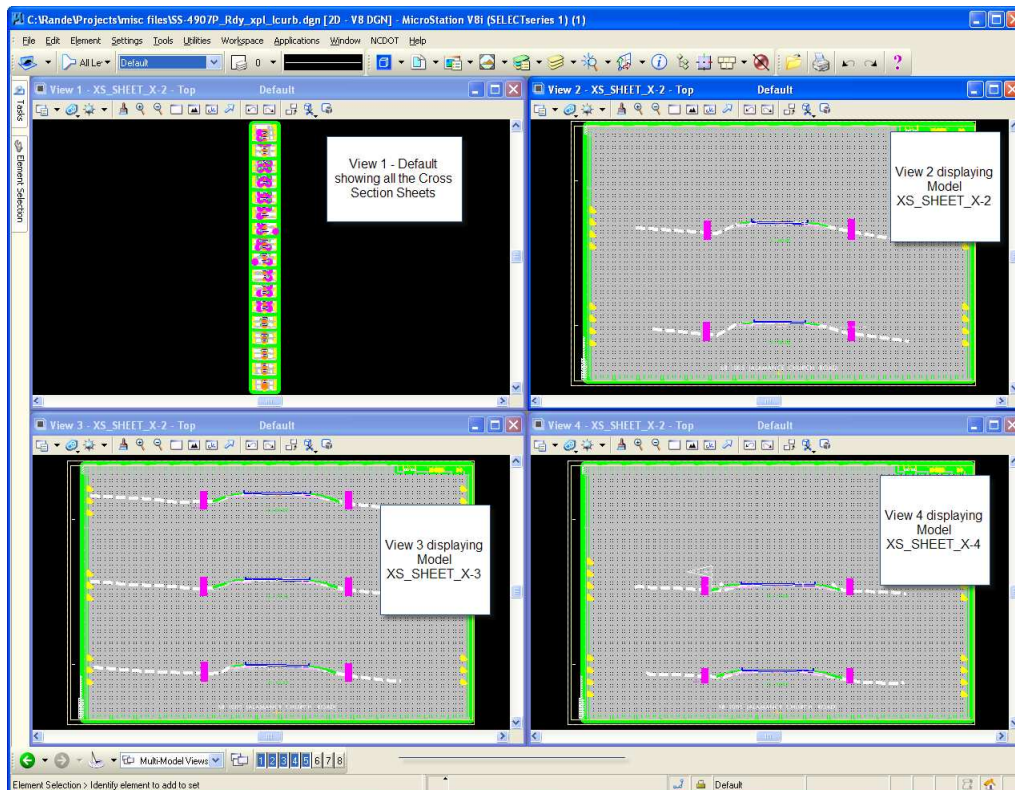 C:\Rande\Projects\misc files\SS-4907P_Rdy_xpl_lcurb.dgn [2D - V8 DGN] - MicroStation V8i (SELECTseries 1) (1)
File Edit Element Settings Tools Utilities Workspace Applications Window NCDOT Help
All Le Default 0
Tasks
Element Selection
View 1 - XS_SHEET_X-2 - Top Default
View 1 - Default
showing all the Cross
Section Sheets
View 2 - XS_SHEET_X-2 - Top Default
View 2 displaying
Model
XS_SHEET_X-2
View 3 - XS_SHEET_X-2 - Top Default
View 3 displaying
Model
XS_SHEET_X-3
View 4 - XS_SHEET_X-2 - Top Default
View 4 displaying
Model
XS_SHEET_X-4
Multi-Model Views 1 2 3 4 5 6 7 8
Element Selection > Identify element to add to set Default